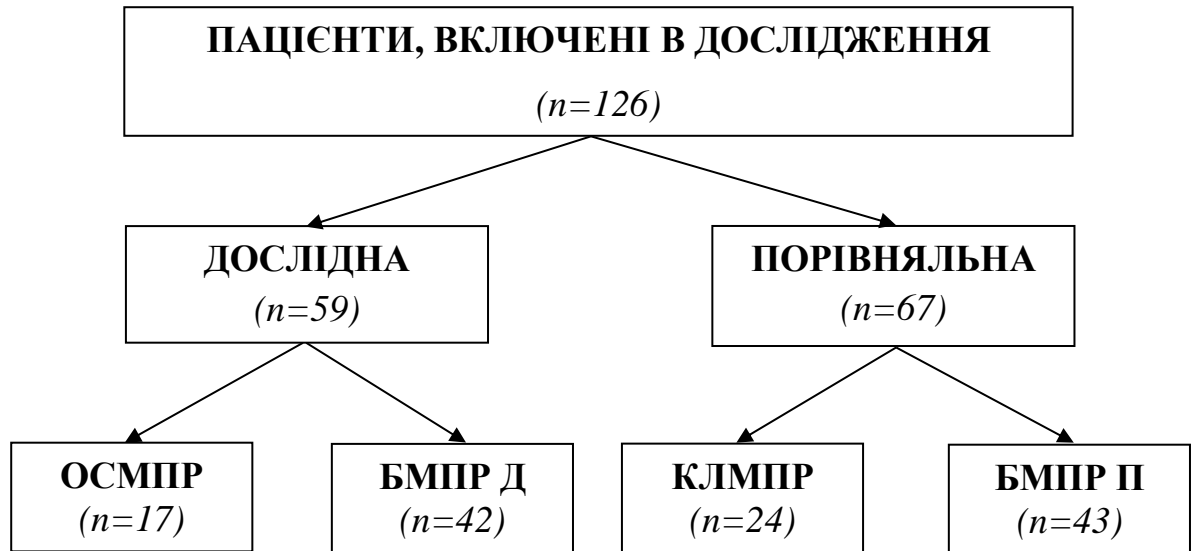 ПАЦІЄНТИ, ВКЛЮЧЕНІ В ДОСЛІДЖЕННЯ
(n=126)
ДОСЛІДНА
(n=59)
ПОРІВНЯЛЬНА
(n=67)
ОСМПР
(n=17)
БМПР Д
(n=42)
КЛМПР
(n=24)
БМПР П
(n=43)